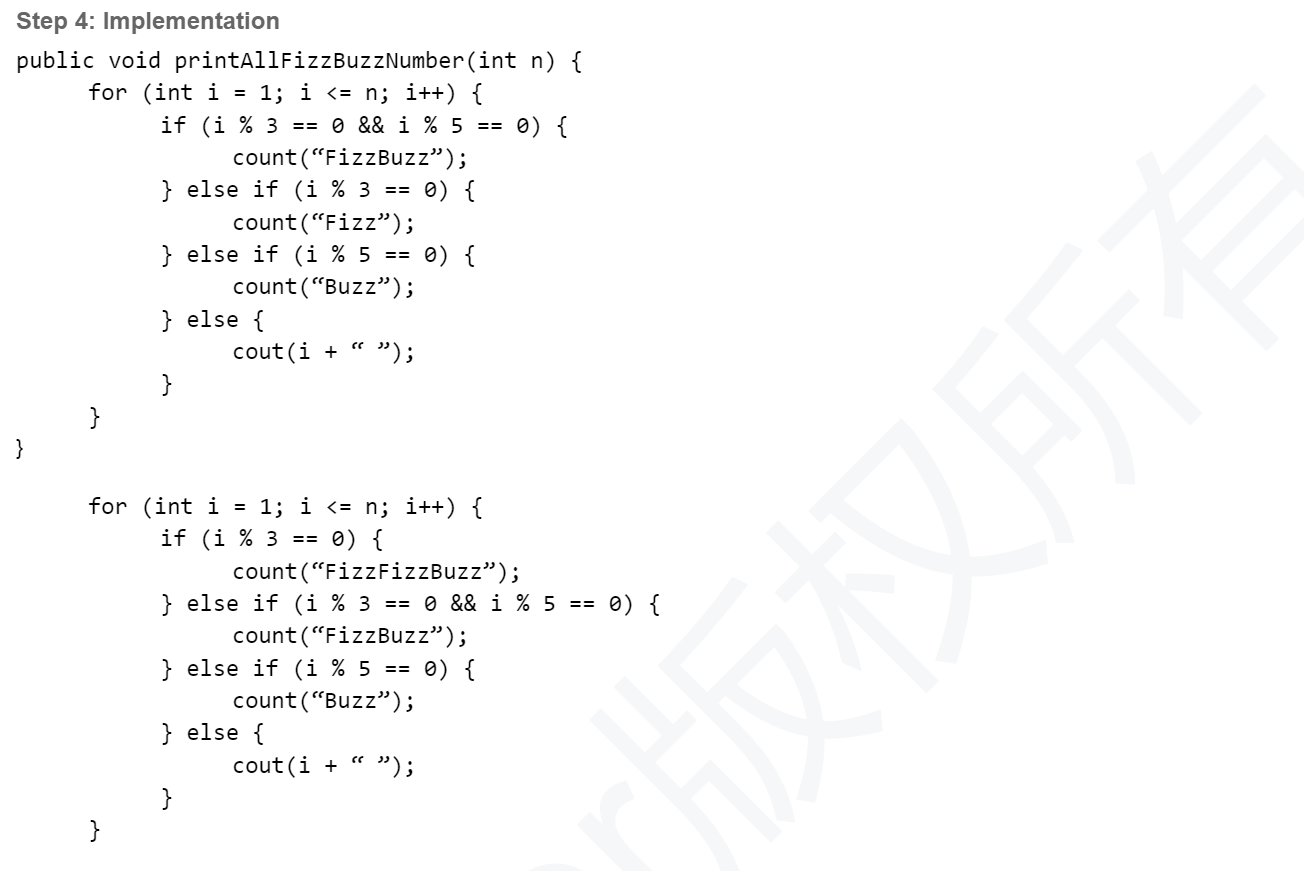 Step 4: Implementation
public void printAllFizzBuzzNumber(int n) {
for (int i = 1; i <= n; i++) {
if (i % 3 == 0 && i % 5 == 0) {
count(“FizzBuzz”);
} else if (i % 3 == 0) {
count(“Fizz”);
} else if (i % 5 == 0) {
count(“Buzz”);
} else {
cout(i + “ ”);
}
}
}
for (int i = 1; i <= n; i++) {
if (i % 3 == 0) {
count(“FizzFizzBuzz”);
} else if (i % 3 == 0 && i % 5 == 0) {
count(“FizzBuzz”);
} else if (i % 5 == 0) {
count(“Buzz”);
} else {
cout(i + “ ”);
}
}
版权所有